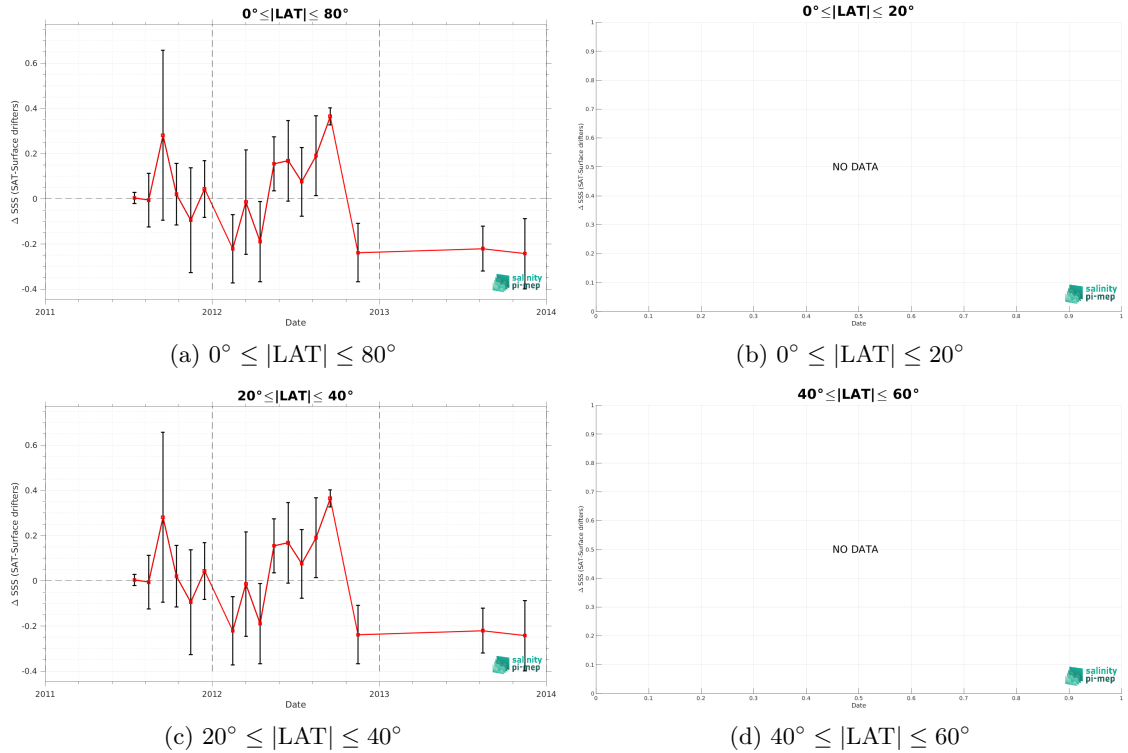 0°≤|LAT|≤ 80°
Δ SSS (SAT-Surface drifters)
0.6
0.4
0.2
0
-0.2
-0.4
2011 2012 2013 2014
Date
salinity
pi-mep
(a) 0° ≤ |LAT| ≤ 80°
0°≤|LAT|≤ 20°
Δ SSS (SAT-Surface drifters)
1
0.9
0.8
0.7
0.6
0.5
0.4
0.3
0.2
0.1
0
NO DATA
0 0.1 0.2 0.3 0.4 0.5 0.6 0.7 0.8 0.9 1
Date
salinity
pi-mep
(b) 0° ≤ |LAT| ≤ 20°
20°≤|LAT|≤ 40°
Δ SSS (SAT-Surface drifters)
0.6
0.4
0.2
0
-0.2
-0.4
2011 2012 2013 2014
Date
salinity
pi-mep
(c) 20° ≤ |LAT| ≤ 40°
40°≤|LAT|≤ 60°
Δ SSS (SAT-Surface drifters)
1
0.9
0.8
0.7
0.6
0.5
0.4
0.3
0.2
0.1
0
NO DATA
0 0.1 0.2 0.3 0.4 0.5 0.6 0.7 0.8 0.9 1
Date
salinity
pi-mep
(d) 40° ≤ |LAT| ≤ 60°